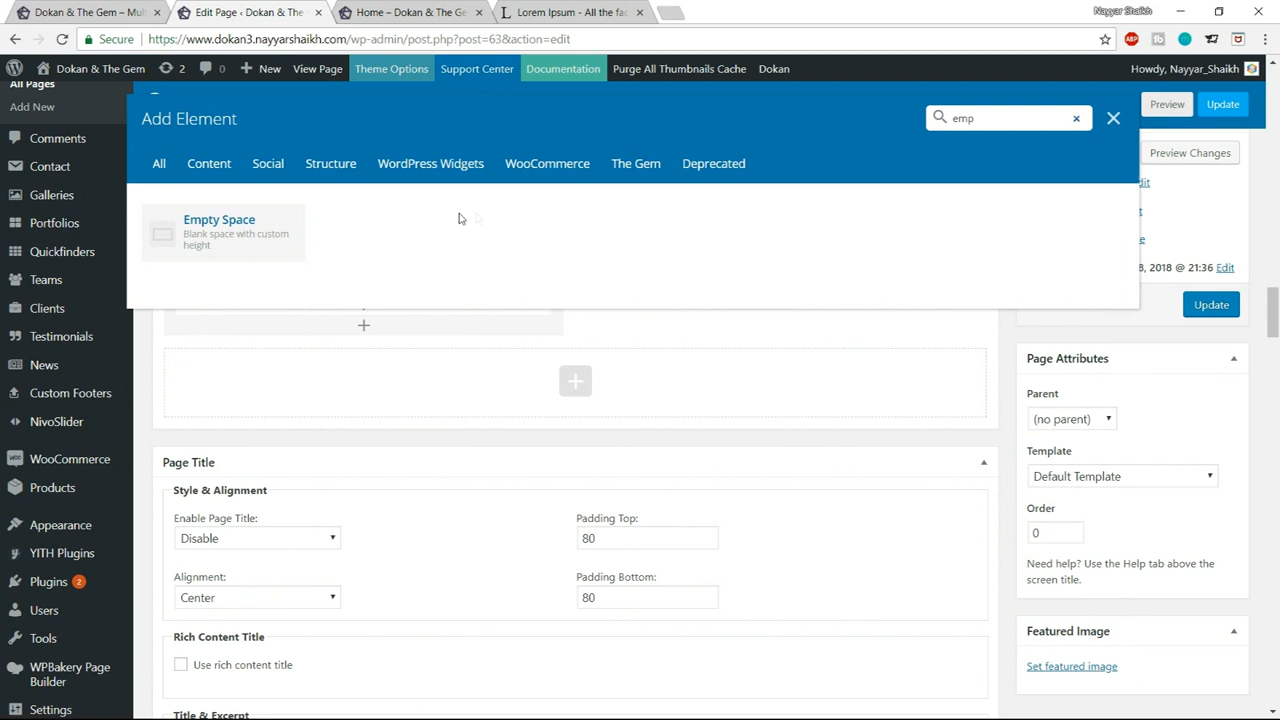 Dokan & The Gem – Mult
Edit Page ‹ Dokan & The
Home – Dokan & The Ge
Lorem Ipsum - All the fac
Nayyar Shaikh
Secure
https://www.dokan3.nayyarshaikh.com/wp-admin/post.php?post=63&action=edit
ABP
Dokan & The Gem
2
0
New
View Page
Theme Options
Support Center
Documentation
Purge All Thumbnails Cache
Dokan
Howdy, Nayyar_Shaikh
All Pages
Add New
Comments
Contact
Galleries
Portfolios
Quickfinders
Teams
Clients
Testimonials
News
Custom Footers
NivoSlider
WooCommerce
Products
Appearance
YITH Plugins
Plugins 2
Users
Tools
WPBakery Page
Builder
Settings
Add Element
emp
All
Content
Social
Structure
WordPress Widgets
WooCommerce
The Gem
Deprecated
Empty Space
Blank space with custom
height
Page Title
Style & Alignment
Enable Page Title:
Disable
Padding Top:
80
Alignment:
Center
Padding Bottom:
80
Rich Content Title
Use rich content title
Title & Excerpt
Preview
Update
Preview Changes
dit
t
e
8, 2018 @ 21:36 Edit
Update
Page Attributes
Parent
(no parent)
Template
Default Template
Order
0
Need help? Use the Help tab above the
screen title.
Featured Image
Set featured image